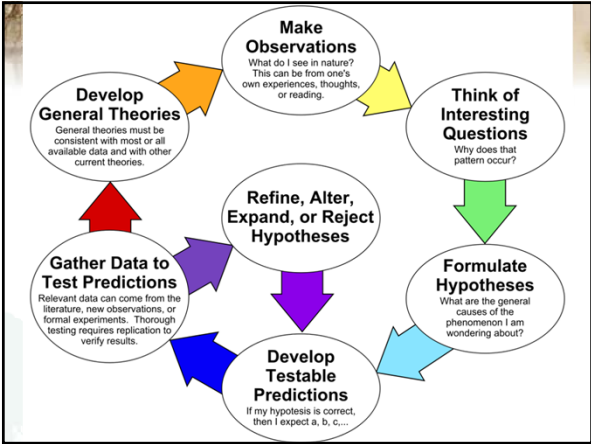 Make
Observations
What do I see in nature?
This can be from one's
own experiences, thoughts,
or reading.
Think of
Interesting
Questions
Why does that
pattern occur?
Formulate
Hypotheses
What are the general
causes of the
phenomenon I am
wondering about?
Develop
Testable
Predictions
If my hypotesis is correct,
then I expect a, b, c,...
Gather Data to
Test Predictions
Relevant data can come from the
literature, new observations, or
formal experiments. Thorough
testing requires replication to
verify results.
Refine, Alter,
Expand, or Reject
Hypotheses
Develop
General Theories
General theories must be
consistent with most or all
available data and with other
current theories.